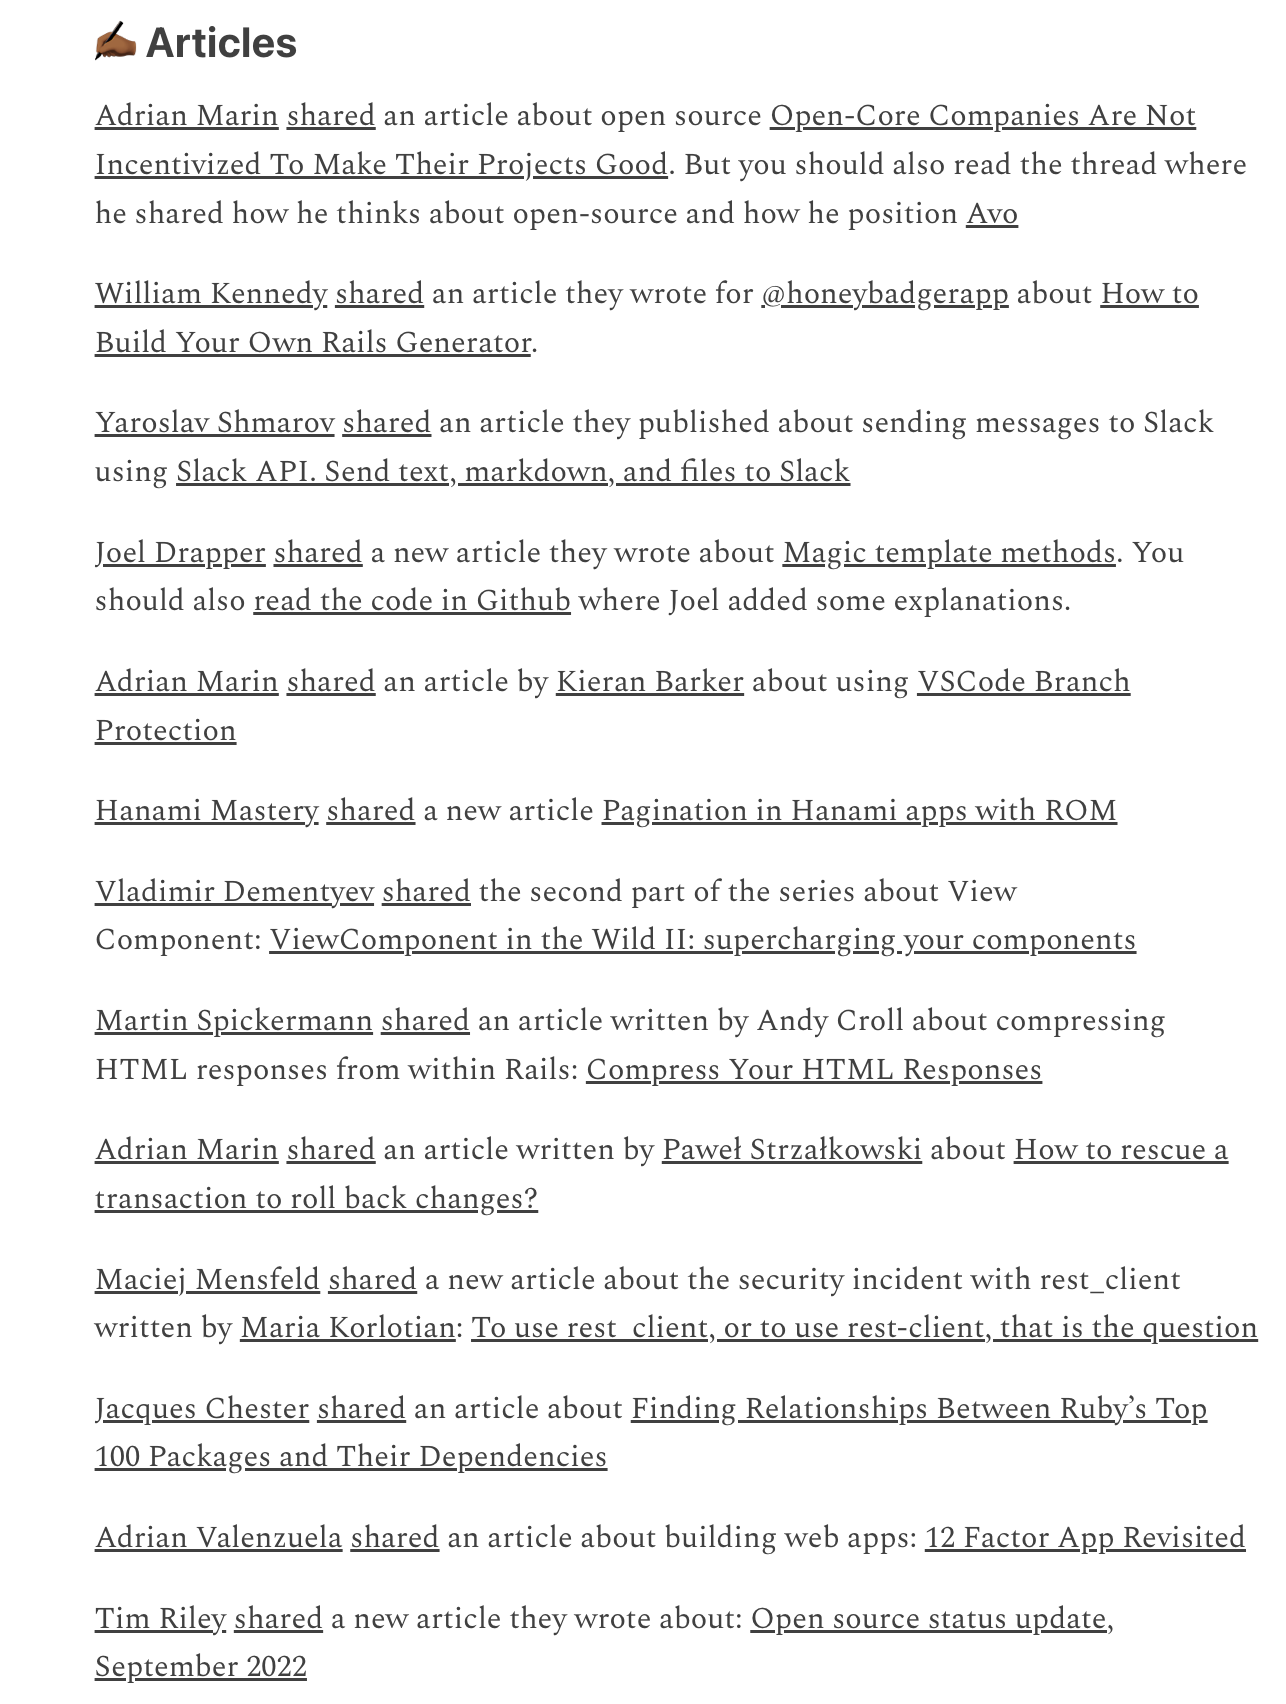 Articles
Adrian Marin shared an article about open source Open-Core Companies Are Not
Incentivized To Make Their Projects Good. But you should also read the thread where
he shared how he thinks about open-source and how he position Avo
William Kennedy shared an article they wrote for @honeybadgerapp about How to
Build Your Own Rails Generator.
Yaroslav Shmarov shared an article they published about sending messages to Slack
using Slack API. Send text, markdown, and files to Slack
Joel Drapper shared a new article they wrote about Magic template methods. You
should also read the code in Github where Joel added some explanations.
Adrian Marin shared an article by Kieran Barker about using VSCode Branch
Protection
Hanami Mastery shared a new article Pagination in Hanami apps with ROM
Vladimir Dementyev shared the second part of the series about View
Component: ViewComponent in the Wild II: supercharging your components
Martin Spickermann shared an article written by Andy Croll about compressing
HTML responses from within Rails: Compress Your HTML Responses
Adrian Marin shared an article written by Paweł Strzałkowski about How to rescue a
transaction to roll back changes?
Maciej Mensfeld shared a new article about the security incident with rest_client
written by Maria Korlotian: To use rest_client, or to use rest-client, that is the question
Jacques Chester shared an article about Finding Relationships Between Ruby’s Top
100 Packages and Their Dependencies
Adrian Valenzuela shared an article about building web apps: 12 Factor App Revisited
Tim Riley shared a new article they wrote about: Open source status update,
September 2022